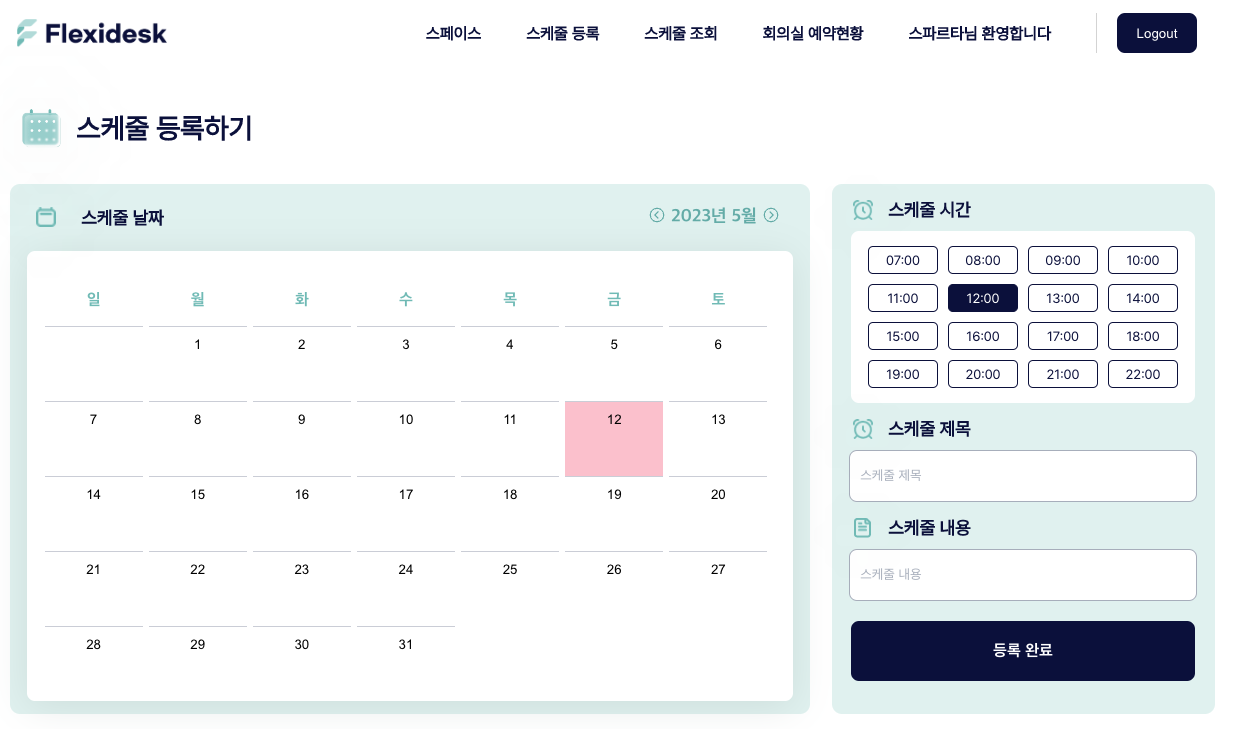 Flexidesk 스페이스 스케줄 등록 스케줄 조회 회의실 예약현황 스파르타님 환영합니다 Logout
스케줄 등록하기
스케줄 날짜 2023년 5월
일 월 화 수 목 금 토
1 2 3 4 5 6
7 8 9 10 11 12 13
14 15 16 17 18 19 20
21 22 23 24 25 26 27
28 29 30 31
스케줄 시간
07:00 08:00 09:00 10:00
11:00 12:00 13:00 14:00
15:00 16:00 17:00 18:00
19:00 20:00 21:00 22:00
스케줄 제목
스케줄 제목
스케줄 내용
스케줄 내용
등록 완료